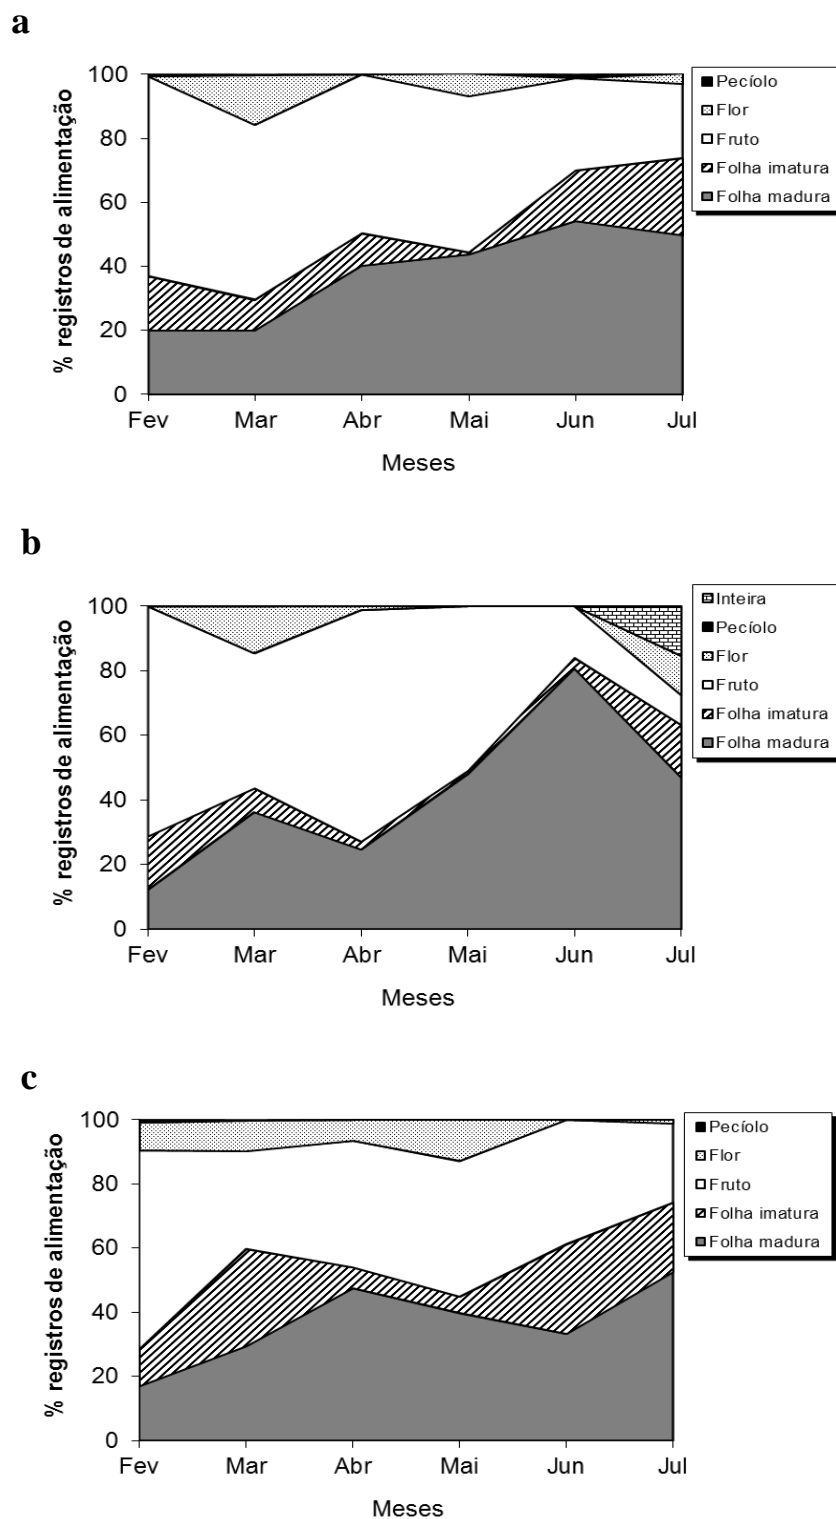 a
% registros de alimentação
100
80
60
40
20
0
Fev Mar Abr Mai Jun Jul
Meses
Pecíolo
Flor
Fruto
Folha imatura
Folha madura
b
% registros de alimentação
100
80
60
40
20
0
Fev Mar Abr Mai Jun Jul
Meses
Inteira
Pecíolo
Flor
Fruto
Folha imatura
Folha madura
c
% registros de alimentação
100
80
60
40
20
0
Fev Mar Abr Mai Jun Jul
Meses
Pecíolo
Flor
Fruto
Folha imatura
Folha madura